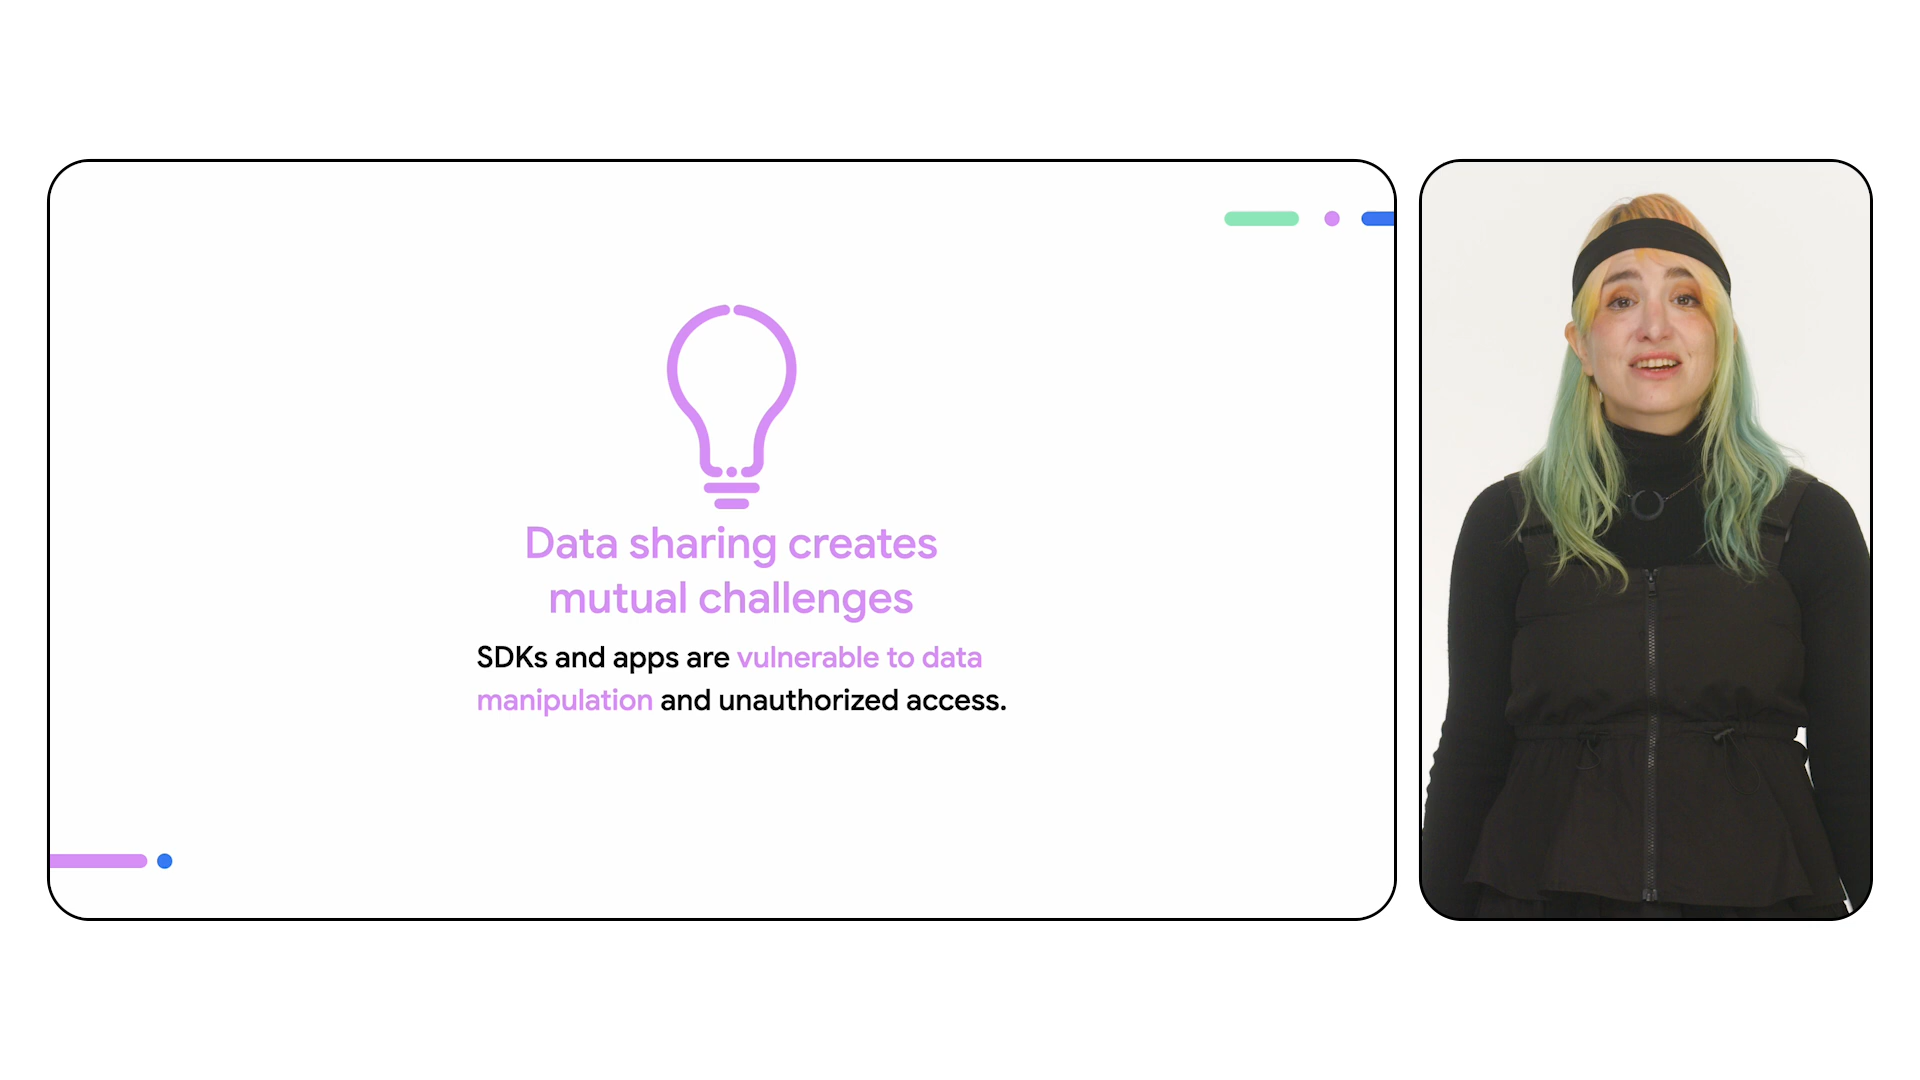 Data sharing creates
mutual challenges
SDKs and apps are vulnerable to data
manipulation and unauthorized access.